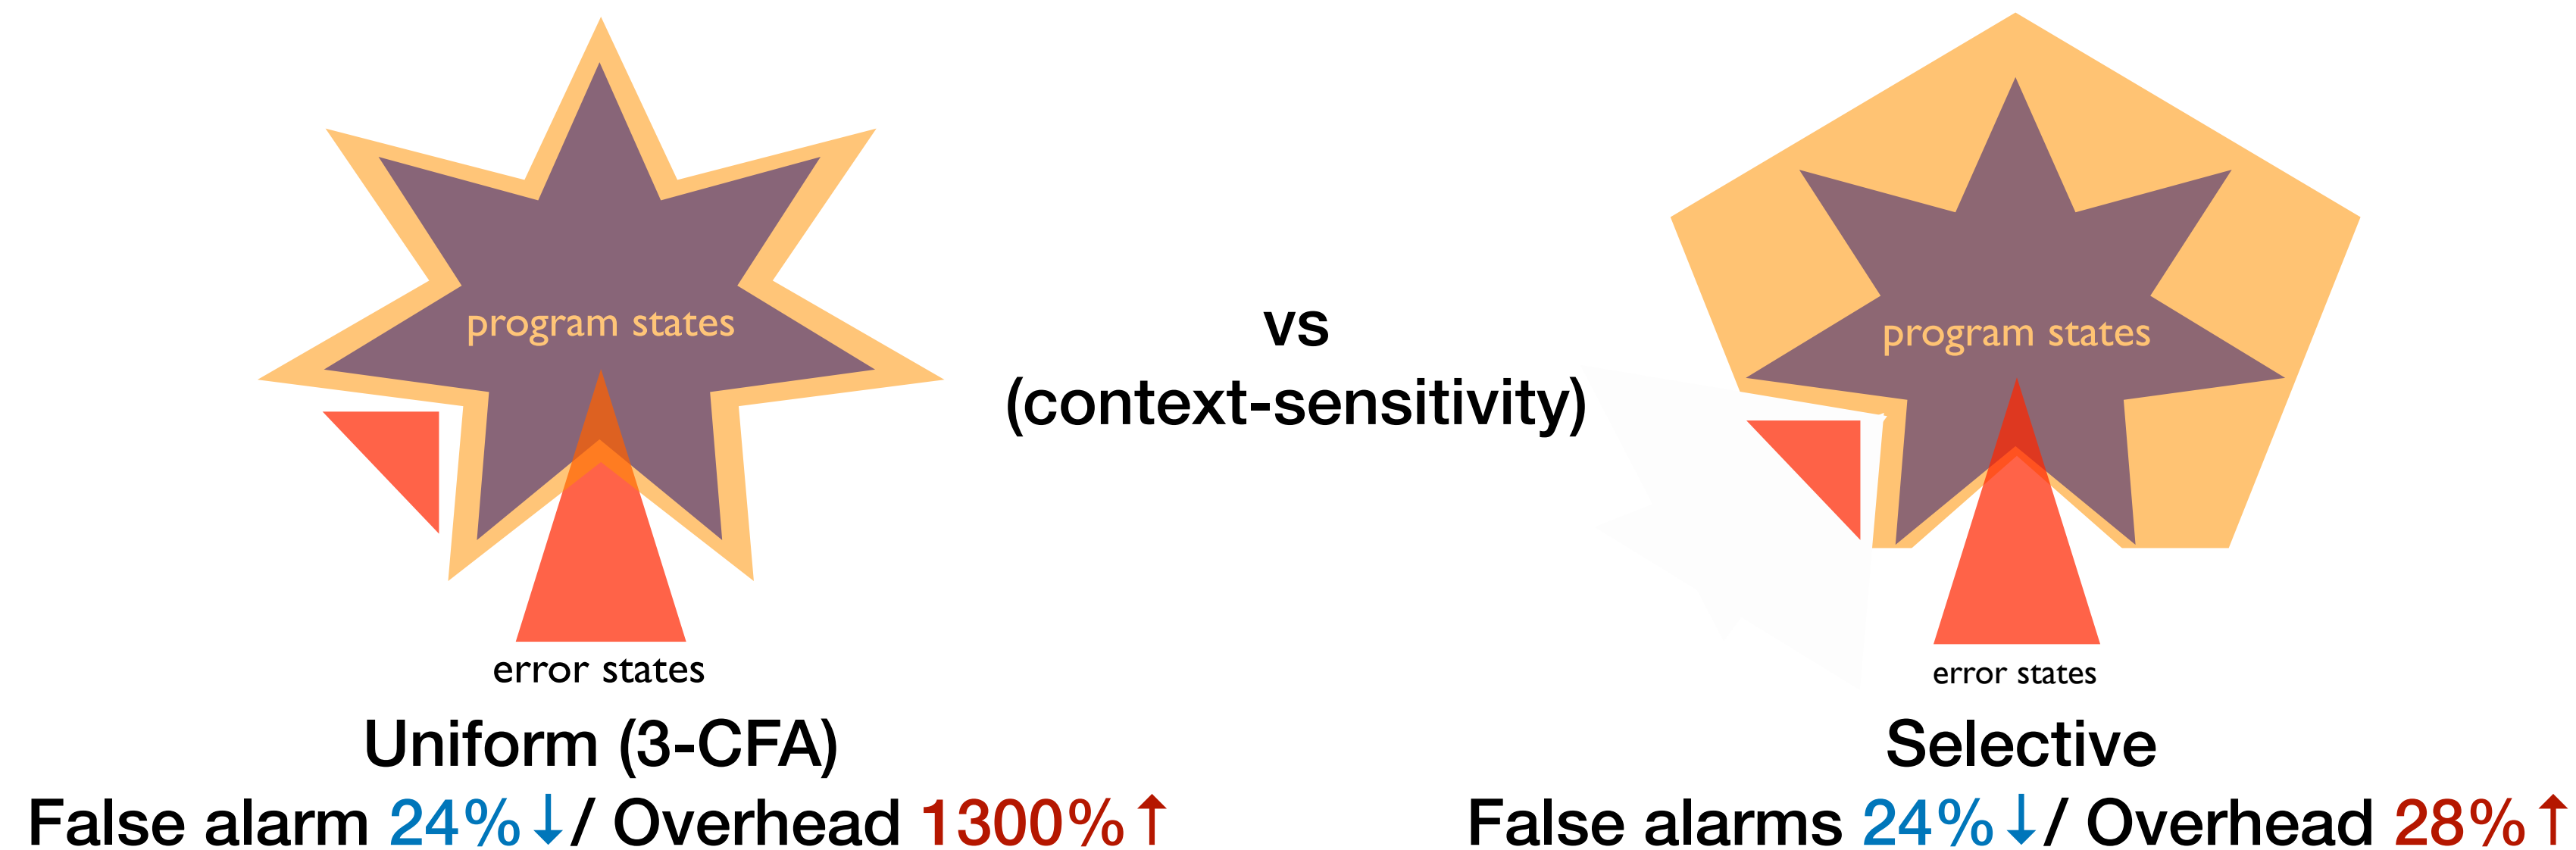 program states
error states
Uniform (3-CFA)
False alarm 24%↓/ Overhead 1300%↑
vs
(context-sensitivity)
program states
error states
Selective
False alarms 24%↓/ Overhead 28%↑